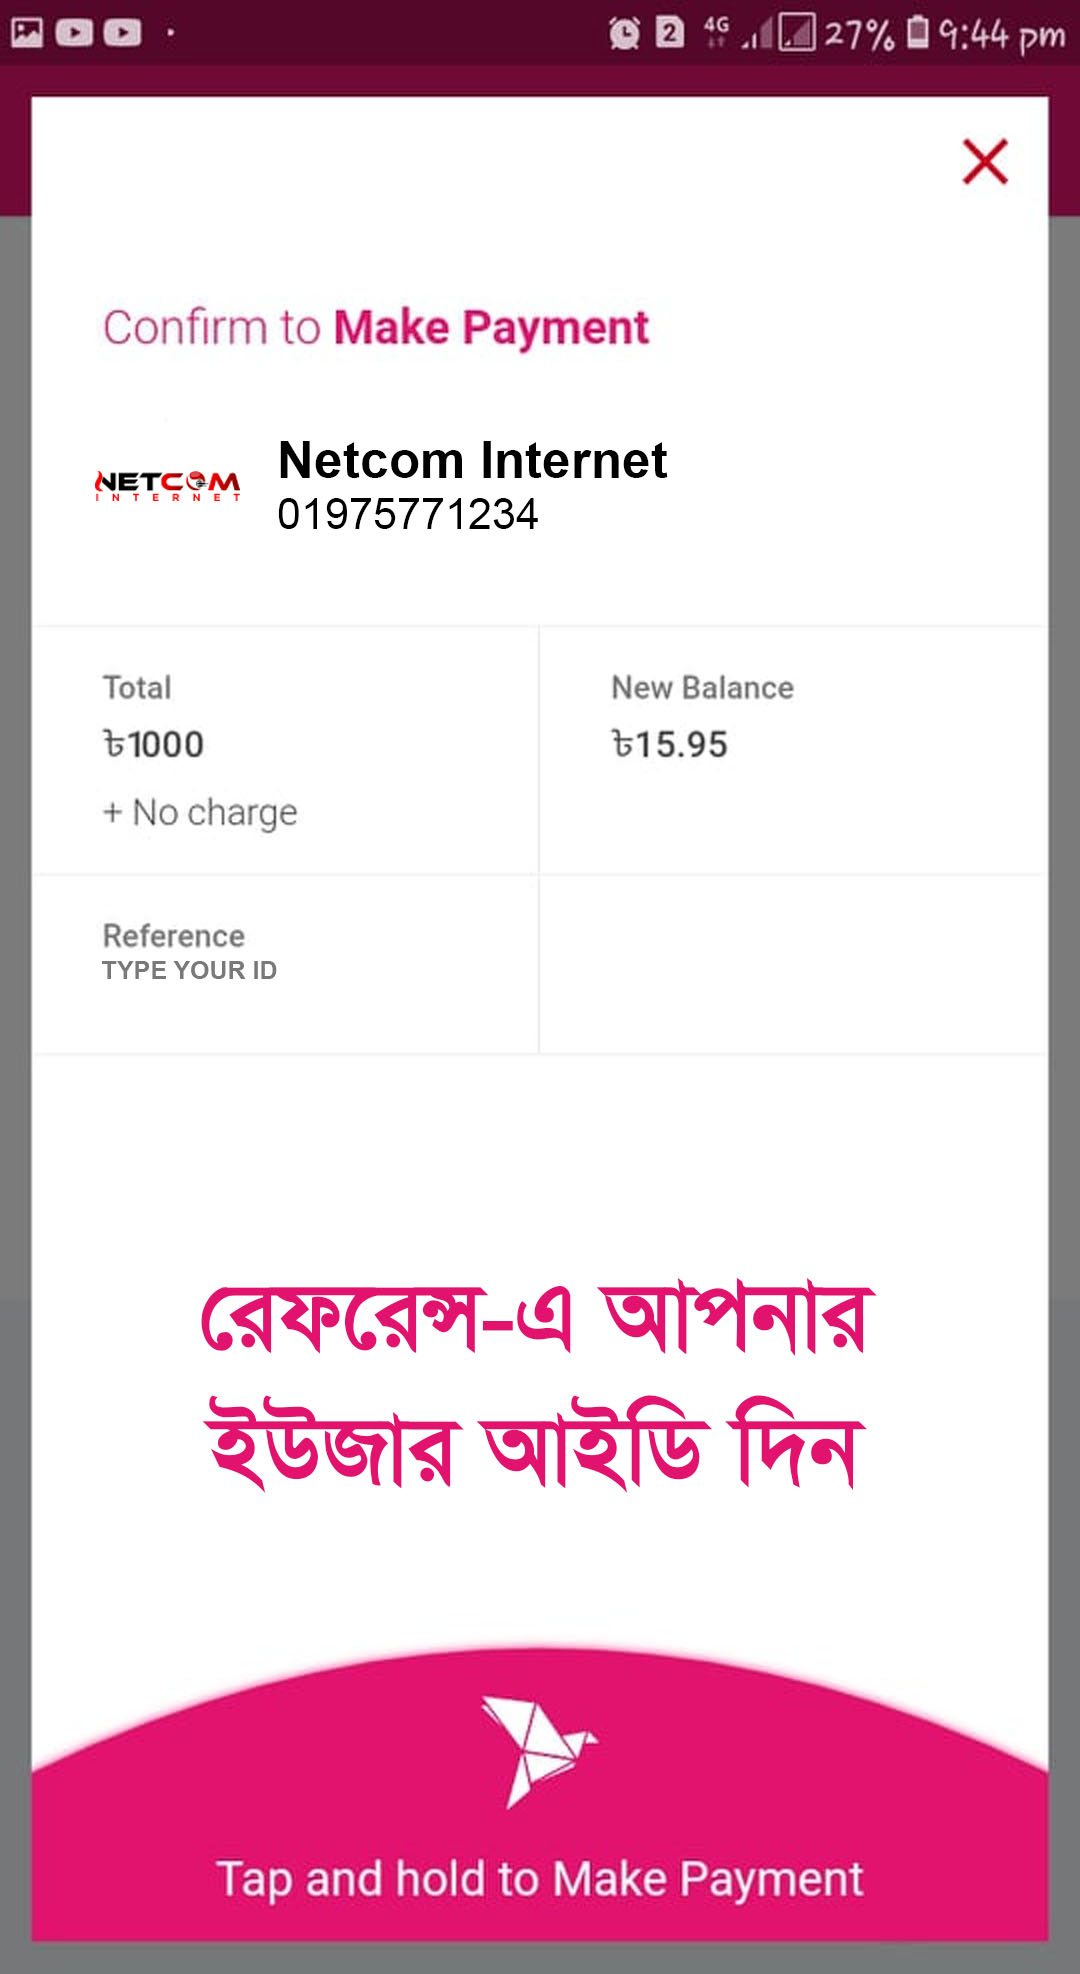 2 4G 27% 9:44 pm
Confirm to Make Payment
NETCOM
INTERNET
Netcom Internet
01975771234
Total
৳1000
+ No charge
New Balance
৳15.95
Reference
TYPE YOUR ID
রেফরেন্স-এ আপনার
ইউজার আইডি দিন
Tap and hold to Make Payment